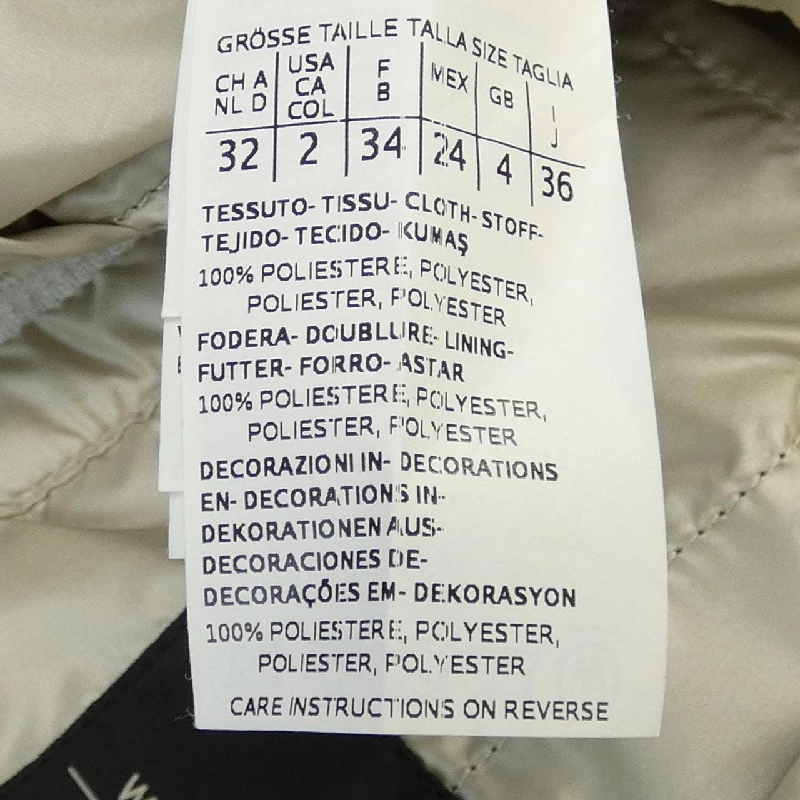 GRÖSSE TAILLE TALLA SIZE TAGLIA
CH A NL D USA CA COL F B MEX GB I J
32 2 34 24 4 36
TESSUTO- TISSU- CLOTH- STOFF-
TEJIDO- TECIDO- KUMAŞ
100% POLIESTERE, POLYESTER,
POLIESTER, POLYESTER
FODERA- DOUBLURE- LINING-
FUTTER- FORRO- ASTAR
100% POLIESTERE, POLYESTER,
POLIESTER, POLYESTER
DECORAZIONI IN- DECORATIONS
EN- DECORATIONS IN-
DEKORATIONEN AUS-
DECORACIONES DE-
DECORAÇÕES EM- DEKORASYON
100% POLIESTERE, POLYESTER,
POLIESTER, POLYESTER
CARE INSTRUCTIONS ON REVERSE